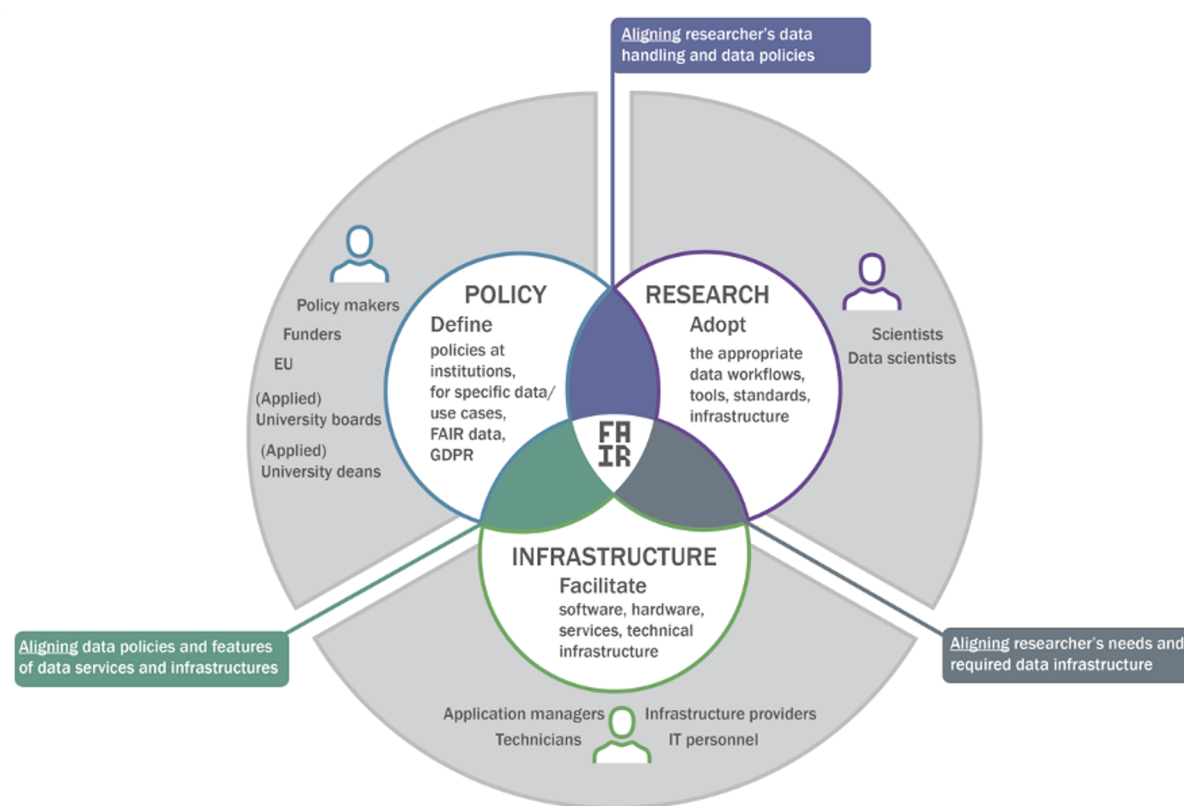 Aligning researcher's data
handling and data policies
Policy makers
Funders
EU
(Applied)
University boards
(Applied)
University deans
POLICY
Define
policies at
institutions,
for specific data/
use cases,
FAIR data,
GDPR
RESEARCH
Adopt
the appropriate
data workflows,
tools, standards,
infrastructure
Scientists
Data scientists
FA
IR
INFRASTRUCTURE
Facilitate
software, hardware,
services, technical
infrastructure
Aligning data policies and features
of data services and infrastructures
Aligning researcher's needs and
required data infrastructure
Application managers
Technicians
Infrastructure providers
IT personnel